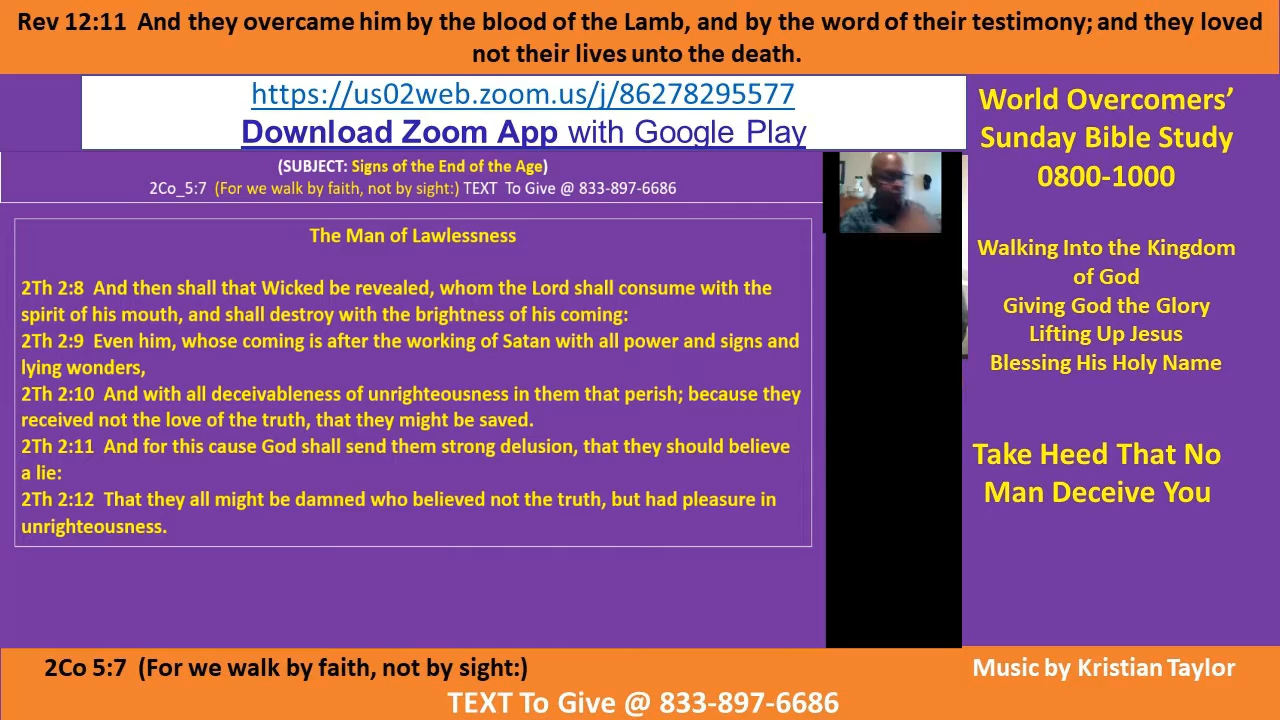 Rev 12:11  And they overcame him by the blood of the Lamb, and by the word of their testimony; and they loved
not their lives unto the death.
https://us02web.zoom.us/j/86278295577
Download Zoom App with Google Play
(SUBJECT: Signs of the End of the Age)
2Co_5:7  (For we walk by faith, not by sight:) TEXT  To Give @ 833-897-6686
The Man of Lawlessness
2Th 2:8  And then shall that Wicked be revealed, whom the Lord shall consume with the
spirit of his mouth, and shall destroy with the brightness of his coming:
2Th 2:9  Even him, whose coming is after the working of Satan with all power and signs and
lying wonders,
2Th 2:10  And with all deceivableness of unrighteousness in them that perish; because they
received not the love of the truth, that they might be saved.
2Th 2:11  And for this cause God shall send them strong delusion, that they should believe
a lie:
2Th 2:12  That they all might be damned who believed not the truth, but had pleasure in
unrighteousness.
World Overcomers’
Sunday Bible Study
0800-1000
Walking Into the Kingdom
of God
Giving God the Glory
Lifting Up Jesus
Blessing His Holy Name
Take Heed That No
Man Deceive You
2Co 5:7  (For we walk by faith, not by sight:)
Music by Kristian Taylor
TEXT To Give @ 833-897-6686